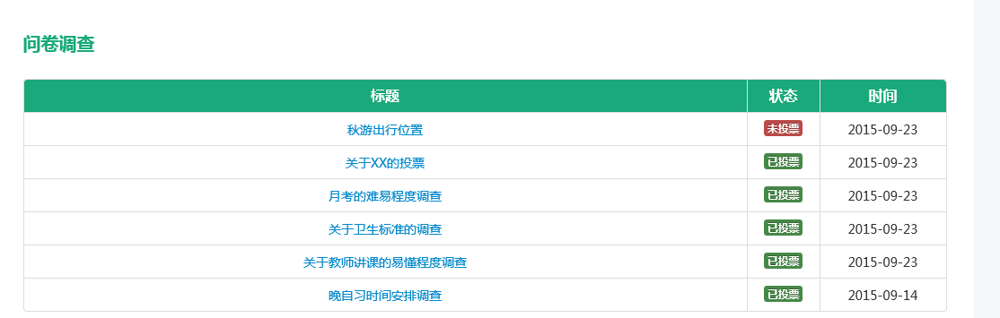 问卷调查
标题 状态 时间
秋游出行位置 未投票 2015-09-23
关于XX的投票 已投票 2015-09-23
月考的难易程度调查 已投票 2015-09-23
关于卫生标准的调查 已投票 2015-09-23
关于教师讲课的易懂程度调查 已投票 2015-09-23
晚自习时间安排调查 已投票 2015-09-14